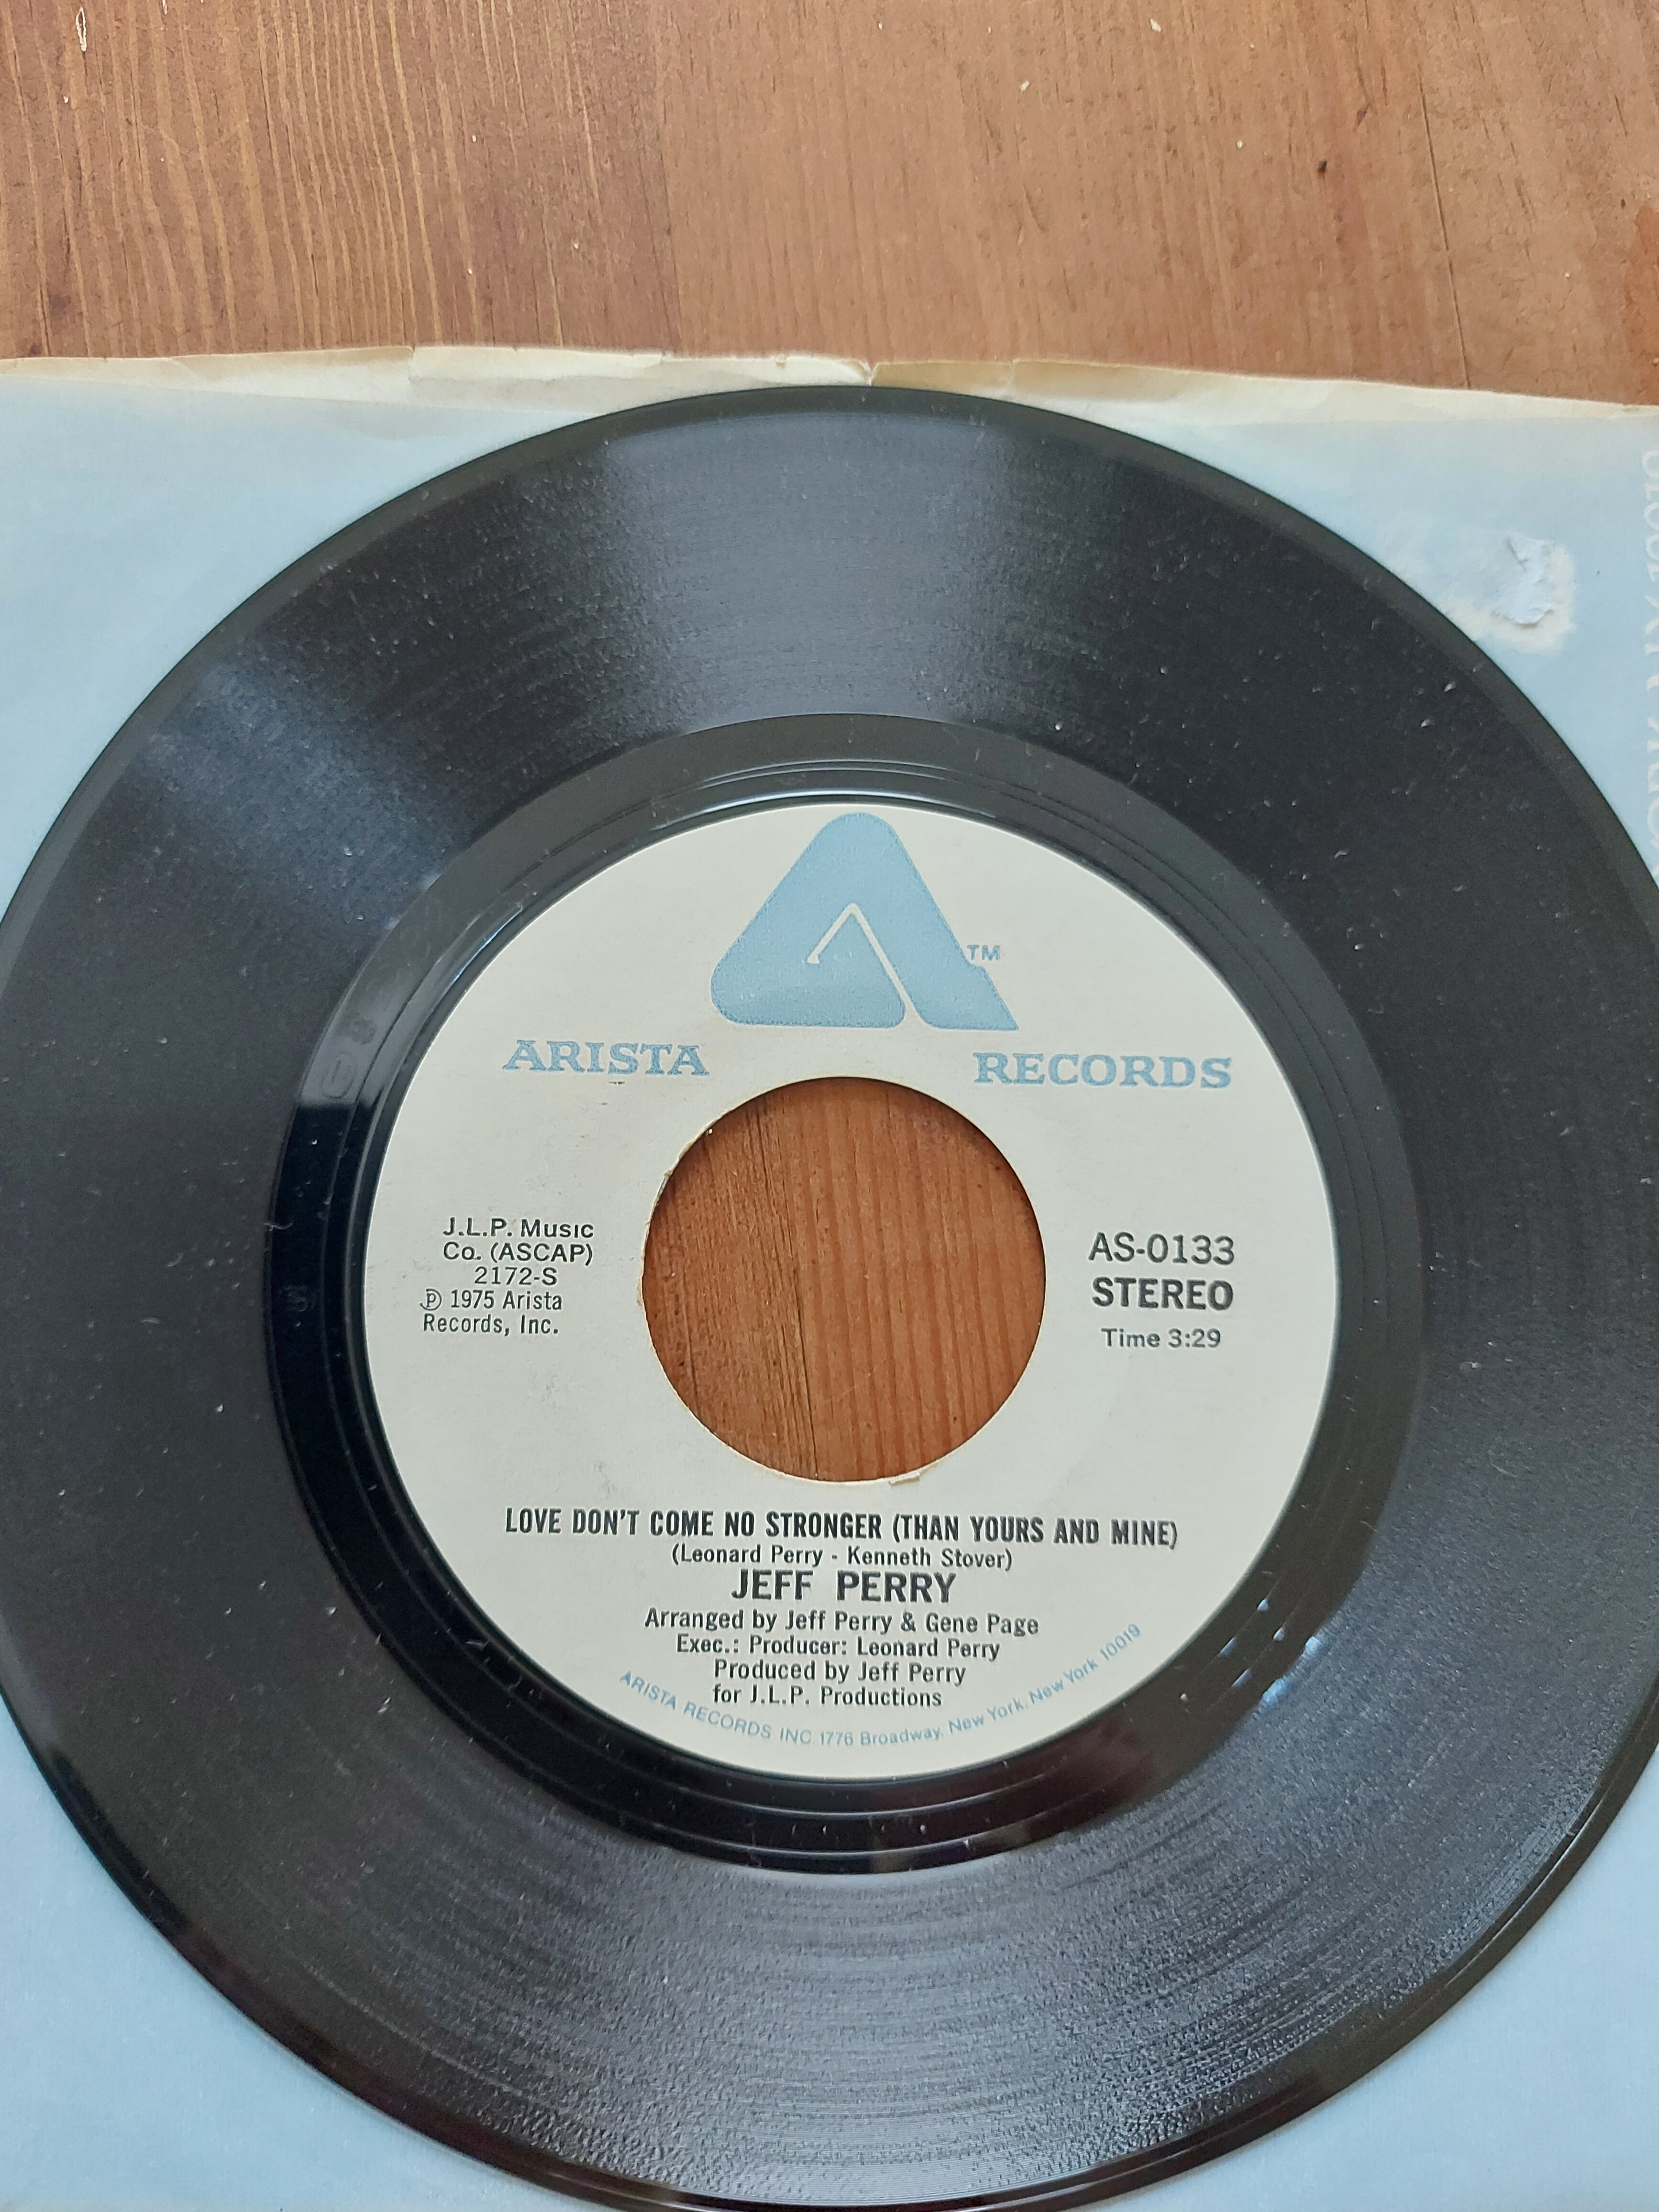 TM
ARISTA RECORDS
J.L.P. Music
Co. (ASCAP)
2172-S
℗ 1975 Arista
Records, Inc.
AS-0133
STEREO
Time 3:29
LOVE DON'T COME NO STRONGER (THAN YOURS AND MINE)
(Leonard Perry - Kenneth Stover)
JEFF PERRY
Arranged by Jeff Perry & Gene Page
Exec.: Producer: Leonard Perry
Produced by Jeff Perry
for J.L.P. Productions
ARISTA RECORDS INC. 1776 Broadway, New York, New York 10019